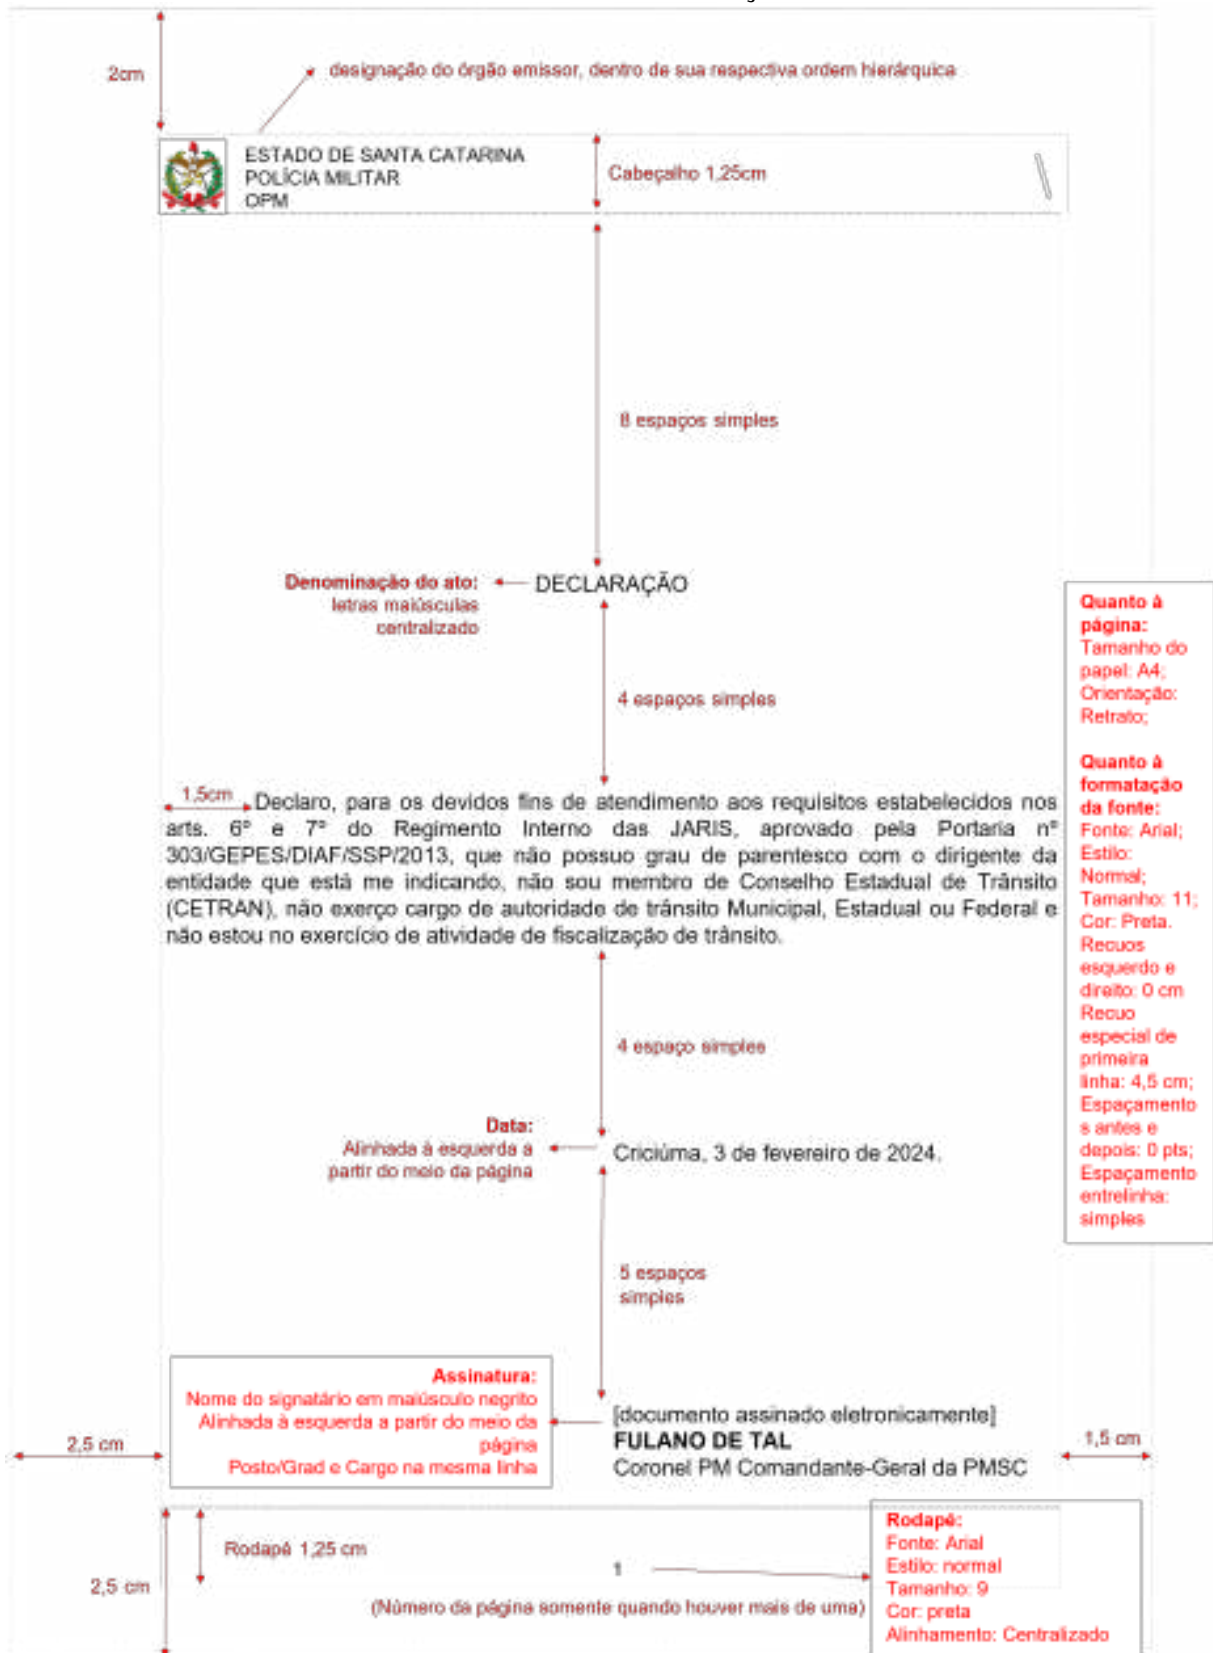 2cm
designação do órgão emissor, dentro de sua respectiva ordem hierárquica
ESTADO DE SANTA CATARINA
POLÍCIA MILITAR
OPM
Cabeçalho 1,25cm
8 espaços simples
Denominação do ato:
letras maiúsculas
centralizado
DECLARAÇÃO
4 espaços simples
1,5cm
Declaro, para os devidos fins de atendimento aos requisitos estabelecidos nos
arts. 6º e 7º do Regimento Interno das JARIS, aprovado pela Portaria nº
303/GEPES/DIAF/SSP/2013, que não possuo grau de parentesco com o dirigente da
entidade que está me indicando, não sou membro de Conselho Estadual de Trânsito
(CETRAN), não exerço cargo de autoridade de trânsito Municipal, Estadual ou Federal e
não estou no exercício de atividade de fiscalização de trânsito.
Quanto à
página:
Tamanho do
papel: A4;
Orientação:
Retrato;
Quanto à
formatação
da fonte:
Fonte: Arial;
Estilo:
Normal;
Tamanho: 11;
Cor: Preta.
Recuos
esquerdo e
direito: 0 cm
Recuo
especial de
primeira
linha: 4,5 cm;
Espaçamento
s antes e
depois: 0 pts;
Espaçamento
entrelinha:
simples
4 espaço simples
Data:
Alinhada à esquerda a
partir do meio da página
Criciúma, 3 de fevereiro de 2024.
5 espaços
simples
Assinatura:
Nome do signatário em maiúsculo negrito
Alinhada à esquerda a partir do meio da
página
Posto/Grad e Cargo na mesma linha
[documento assinado eletronicamente]
FULANO DE TAL
Coronel PM Comandante-Geral da PMSC
2,5 cm
1,5 cm
Rodapé 1,25 cm
2,5 cm
1
(Número da página somente quando houver mais de uma)
Rodapé:
Fonte: Arial
Estilo: normal
Tamanho: 9
Cor: preta
Alinhamento: Centralizado